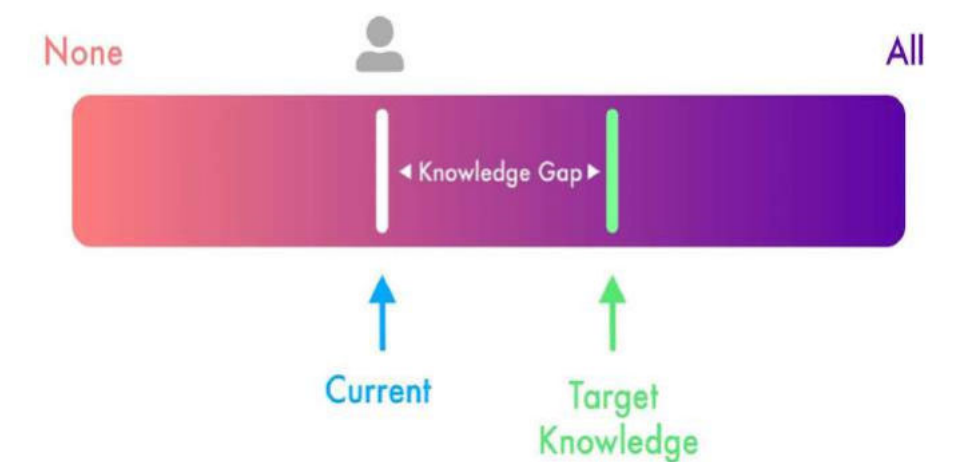 None
All
Knowledge Gap
Current
Target
Knowledge